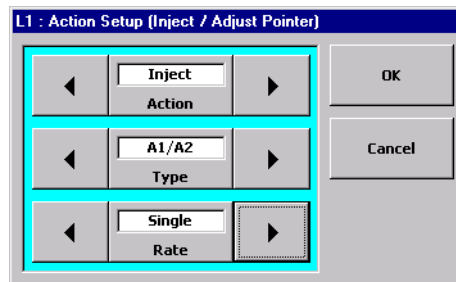 L1 : Action Setup (Inject / Adjust Pointer)
Inject
Action
OK
A1/A2
Type
Cancel
Single
Rate